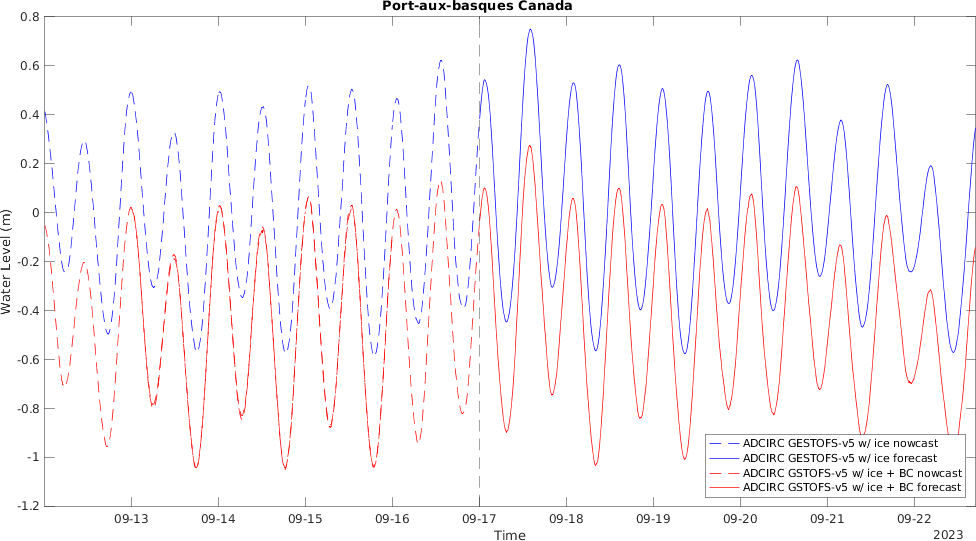 Port-aux-basques Canada
0.8
0.6
0.4
0.2
0
-0.2
-0.4
-0.6
-0.8
-1
-1.2
Water Level (m)
09-13 09-14 09-15 09-16 09-17 09-18 09-19 09-20 09-21 09-22
Time
2023
ADCIRC GESTOFS-v5 w/ ice nowcast
ADCIRC GESTOFS-v5 w/ ice forecast
ADCIRC GSTOFS-v5 w/ ice + BC nowcast
ADCIRC GSTOFS-v5 w/ ice + BC forecast